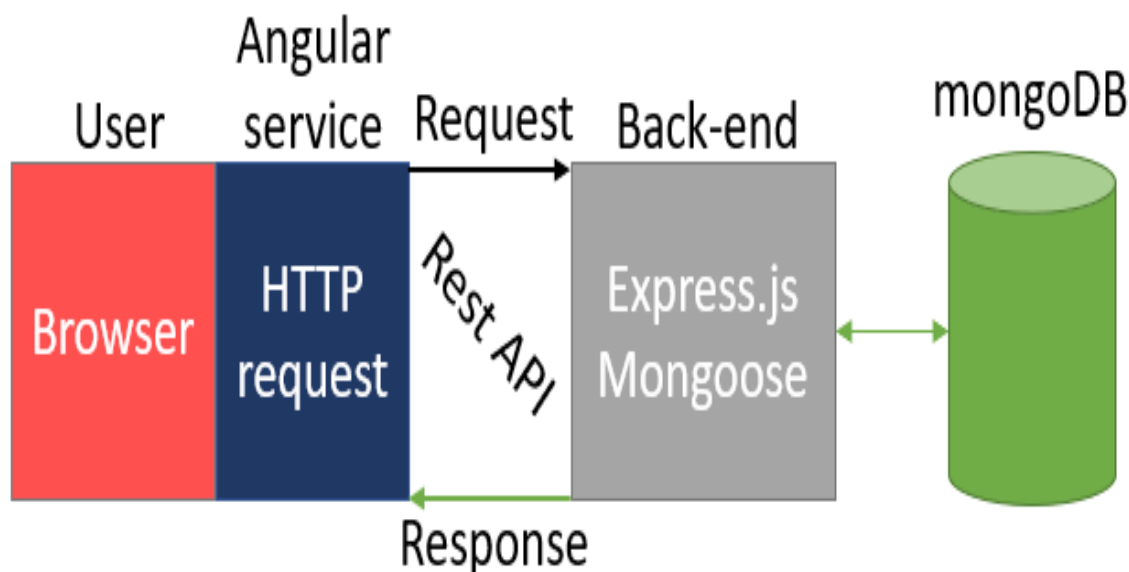 User
Angular
service
Request
Back-end
mongoDB
Browser
HTTP
request
Rest API
Express.js
Mongoose
Response